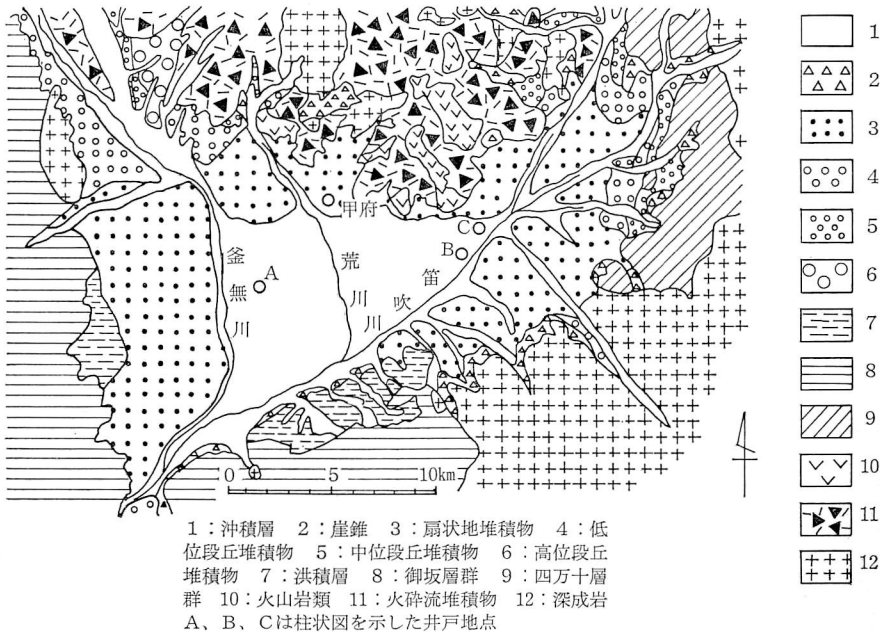 1
2
3
4
5
6
7
8
9
10
11
12
甲府
C
B
A
釜無川
荒川
笛吹川
0 5 10km
1：沖積層 2：崖錐 3：扇状地堆積物 4：低
位段丘堆積物 5：中位段丘堆積物 6：高位段丘
堆積物 7：洪積層 8：御坂層群 9：四万十層
群 10：火山岩類 11：火砕流堆積物 12：深成岩
A、B、Cは柱状図を示した井戸地点